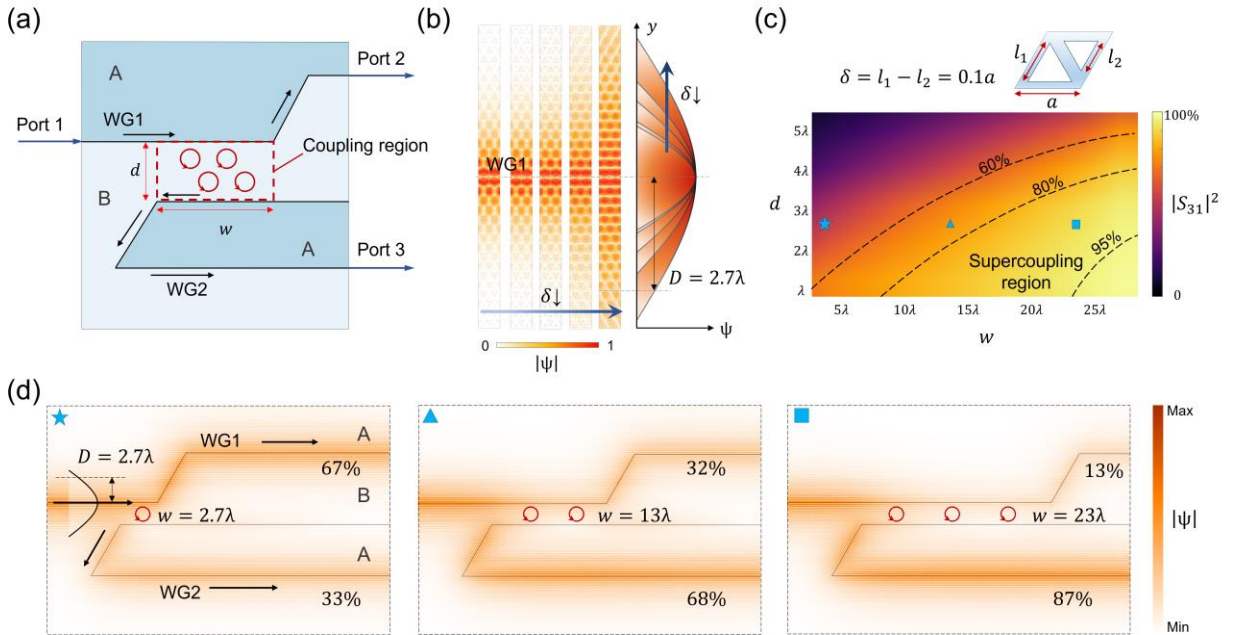 (a)
A
Port 2
WG1
Port 1
Coupling region
d
B
w
A
Port 3
WG2
(b)
y
δ↓
WG1
D = 2.7λ
δ↓
ψ
0 1
|ψ|
(c)
l₁
l₂
δ = l₁ − l₂ = 0.1a
a
100%
5λ
60%
4λ
80%
d
3λ
|S₃₁|²
2λ
95%
Supercoupling
region
λ
0
5λ 10λ 15λ 20λ 25λ
w
(d)
WG1
A
D = 2.7λ
67%
B
w = 2.7λ
A
WG2
33%
32%
w = 13λ
68%
13%
w = 23λ
87%
Max
|ψ|
Min